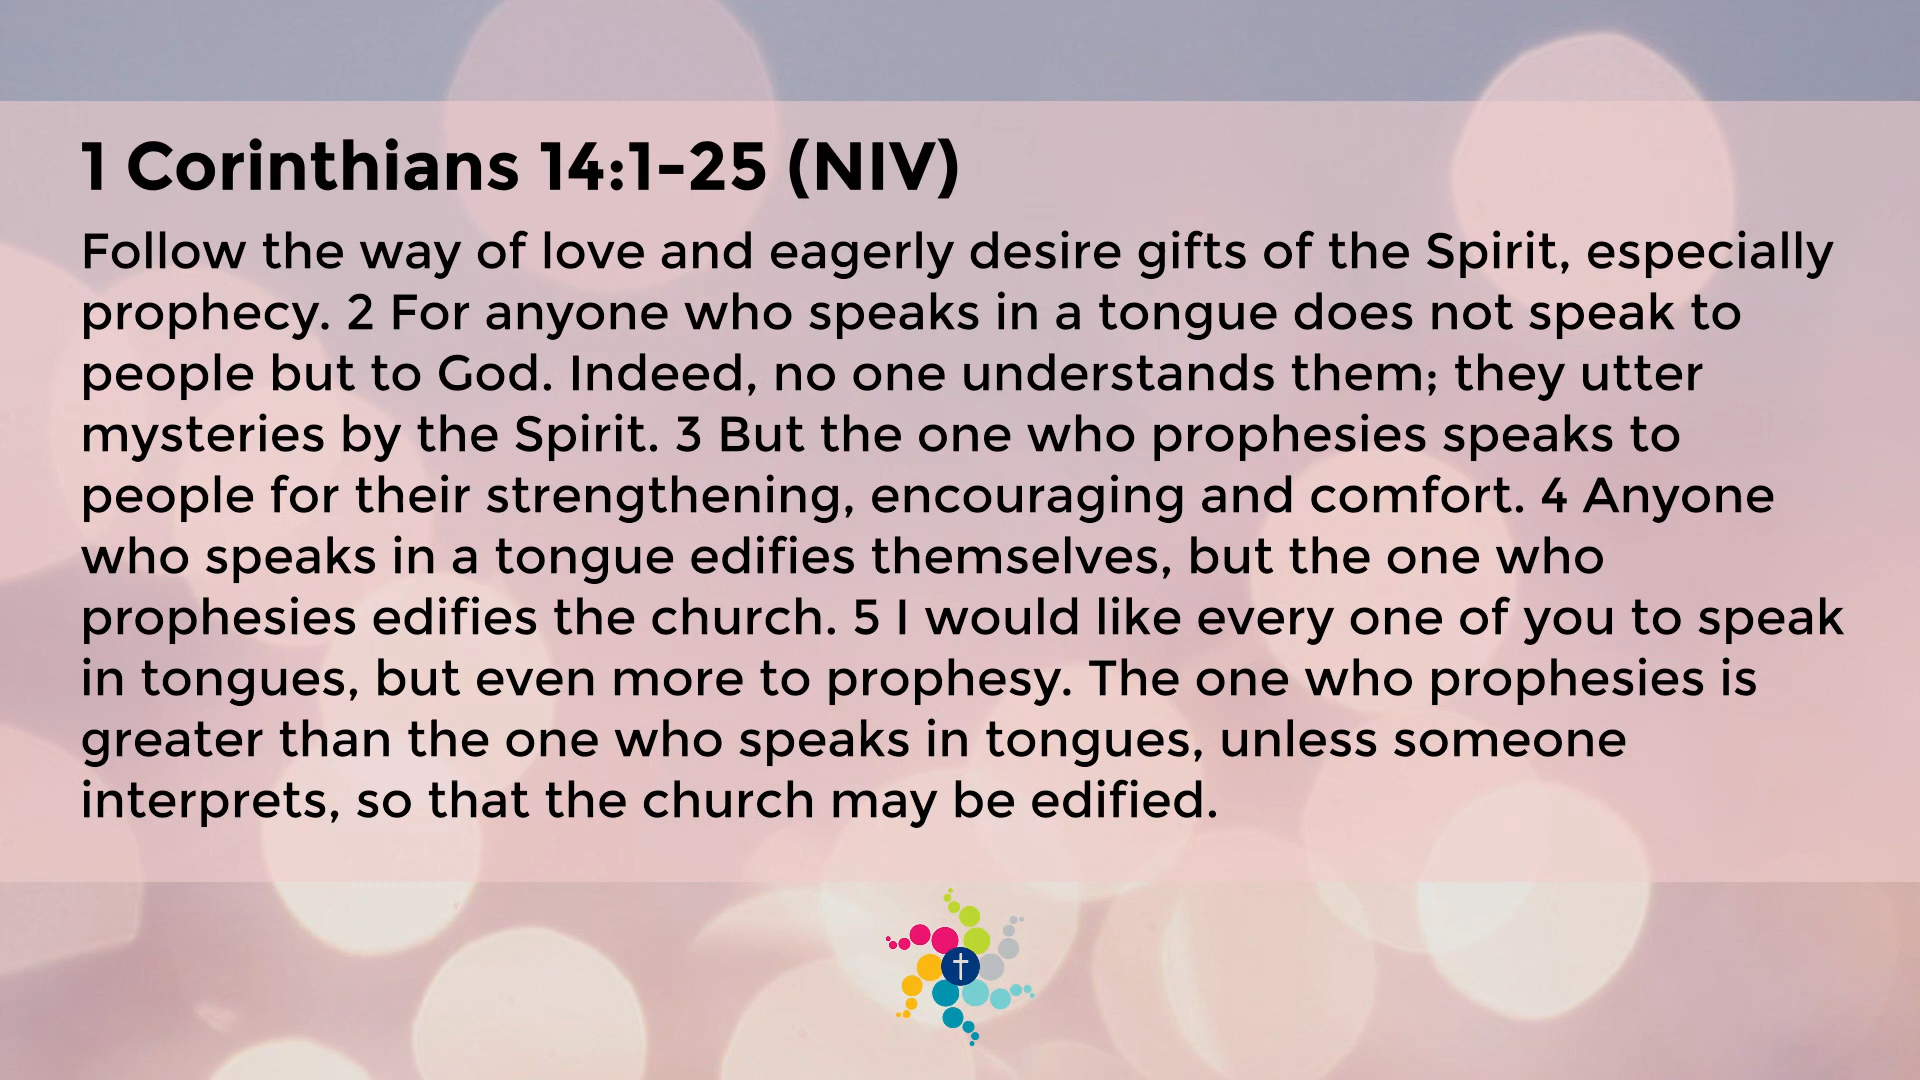 1 Corinthians 14:1-25 (NIV)
Follow the way of love and eagerly desire gifts of the Spirit, especially
prophecy. 2 For anyone who speaks in a tongue does not speak to
people but to God. Indeed, no one understands them; they utter
mysteries by the Spirit. 3 But the one who prophesies speaks to
people for their strengthening, encouraging and comfort. 4 Anyone
who speaks in a tongue edifies themselves, but the one who
prophesies edifies the church. 5 I would like every one of you to speak
in tongues, but even more to prophesy. The one who prophesies is
greater than the one who speaks in tongues, unless someone
interprets, so that the church may be edified.